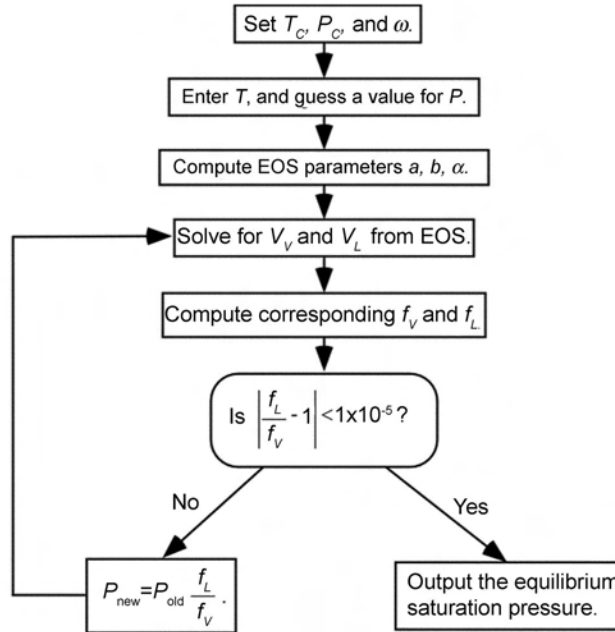 Set T_C, P_C, and ω.
Enter T, and guess a value for P.
Compute EOS parameters a, b, α.
Solve for V_V and V_L from EOS.
Compute corresponding f_V and f_L.
Is |f_L/f_V - 1| <1x10⁻⁵ ?
No
Yes
P_new=P_old f_L/f_V.
Output the equilibrium
saturation pressure.